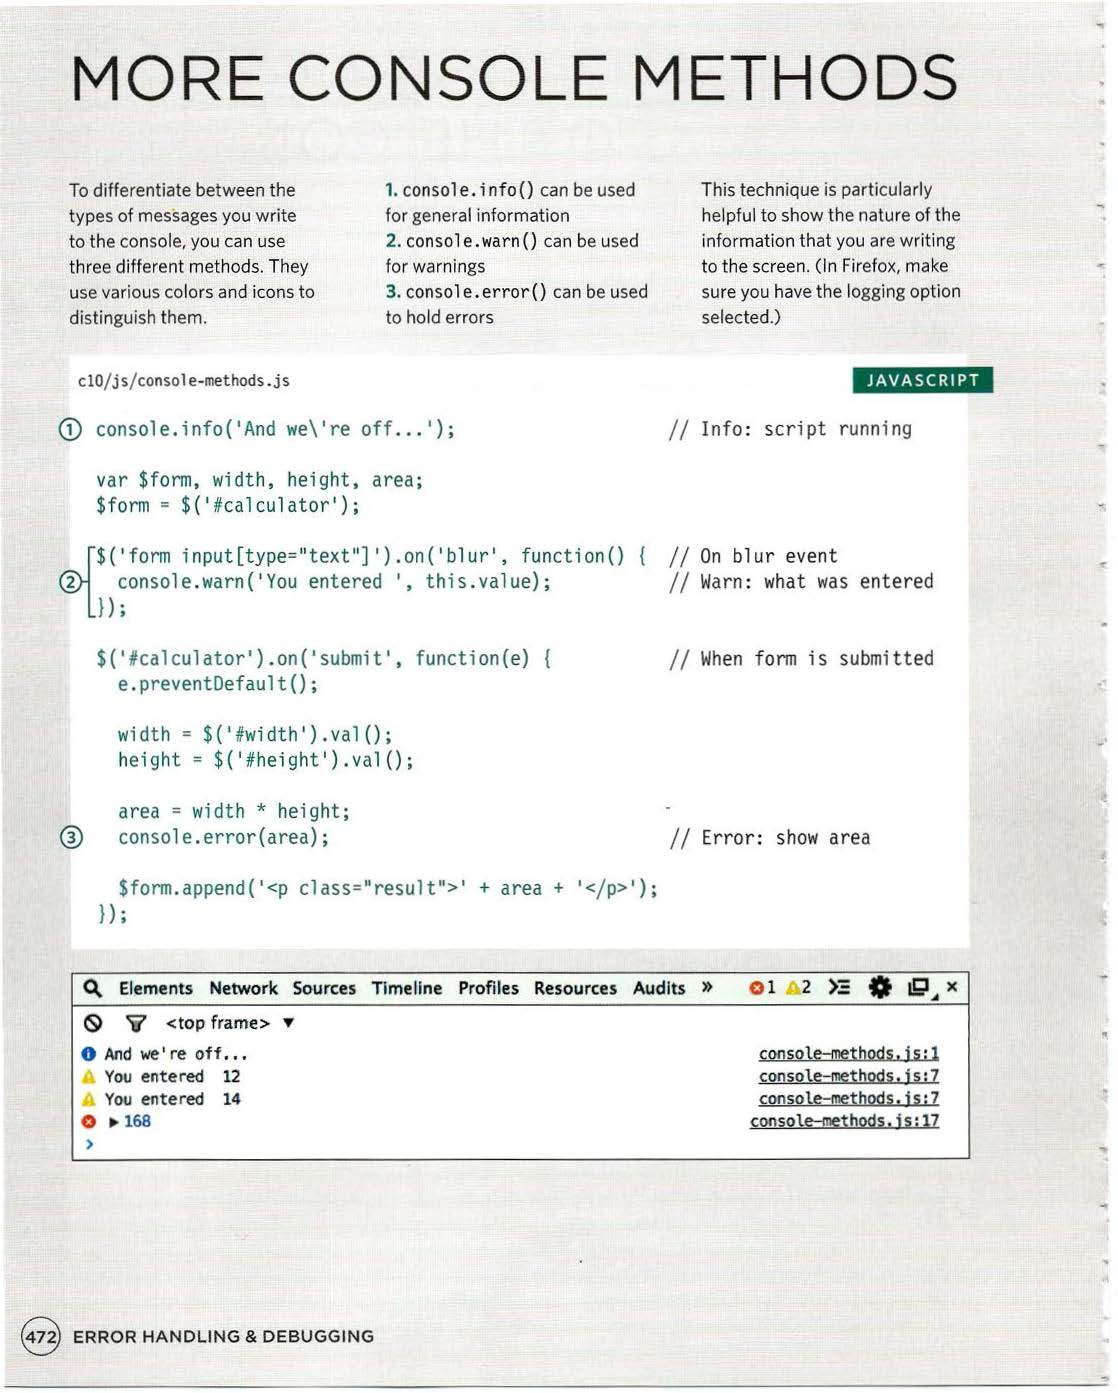 MORE CONSOLE METHODS
To differentiate between the
types of messages you write
to the console, you can use
three different methods. They
use various colors and icons to
distinguish them.
1. console.info() can be used
for general information
2. console.warn() can be used
for warnings
3. console.error() can be used
to hold errors
This technique is particularly
helpful to show the nature of the
information that you are writing
to the screen. (In Firefox, make
sure you have the logging option
selected.)
c10/js/console-methods.js JAVASCRIPT
1 console.info('And we\'re off...'); // Info: script running
var $form, width, height, area;
$form = $('#calculator');
$('form input[type="text"]').on('blur', function() { // On blur event
2 console.warn('You entered ', this.value); // Warn: what was entered
});
$('#calculator').on('submit', function(e) { // When form is submitted
e.preventDefault();
width = $('#width').val();
height = $('#height').val();
area = width * height;
3 console.error(area); // Error: show area
$form.append('<p class="result">' + area + '</p>');
});
Elements Network Sources Timeline Profiles Resources Audits » 1 2 ×
<top frame> ▼
And we're off... console-methods.js:1
You entered 12 console-methods.js:7
You entered 14 console-methods.js:7
▶ 168 console-methods.js:17
>
472 ERROR HANDLING & DEBUGGING